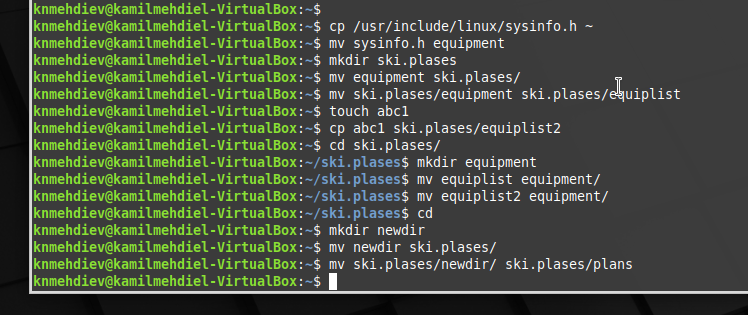 knmehdiev@kamilmehdiel-VirtualBox:~$
knmehdiev@kamilmehdiel-VirtualBox:~$ cp /usr/include/linux/sysinfo.h ~
knmehdiev@kamilmehdiel-VirtualBox:~$ mv sysinfo.h equipment
knmehdiev@kamilmehdiel-VirtualBox:~$ mkdir ski.plases
knmehdiev@kamilmehdiel-VirtualBox:~$ mv equipment ski.plases/
knmehdiev@kamilmehdiel-VirtualBox:~$ mv ski.plases/equipment ski.plases/equiplist
knmehdiev@kamilmehdiel-VirtualBox:~$ touch abc1
knmehdiev@kamilmehdiel-VirtualBox:~$ cp abc1 ski.plases/equiplist2
knmehdiev@kamilmehdiel-VirtualBox:~$ cd ski.plases/
knmehdiev@kamilmehdiel-VirtualBox:~/ski.plases$ mkdir equipment
knmehdiev@kamilmehdiel-VirtualBox:~/ski.plases$ mv equiplist equipment/
knmehdiev@kamilmehdiel-VirtualBox:~/ski.plases$ mv equiplist2 equipment/
knmehdiev@kamilmehdiel-VirtualBox:~/ski.plases$ cd
knmehdiev@kamilmehdiel-VirtualBox:~$ mkdir newdir
knmehdiev@kamilmehdiel-VirtualBox:~$ mv newdir ski.plases/
knmehdiev@kamilmehdiel-VirtualBox:~$ mv ski.plases/newdir/ ski.plases/plans
knmehdiev@kamilmehdiel-VirtualBox:~$